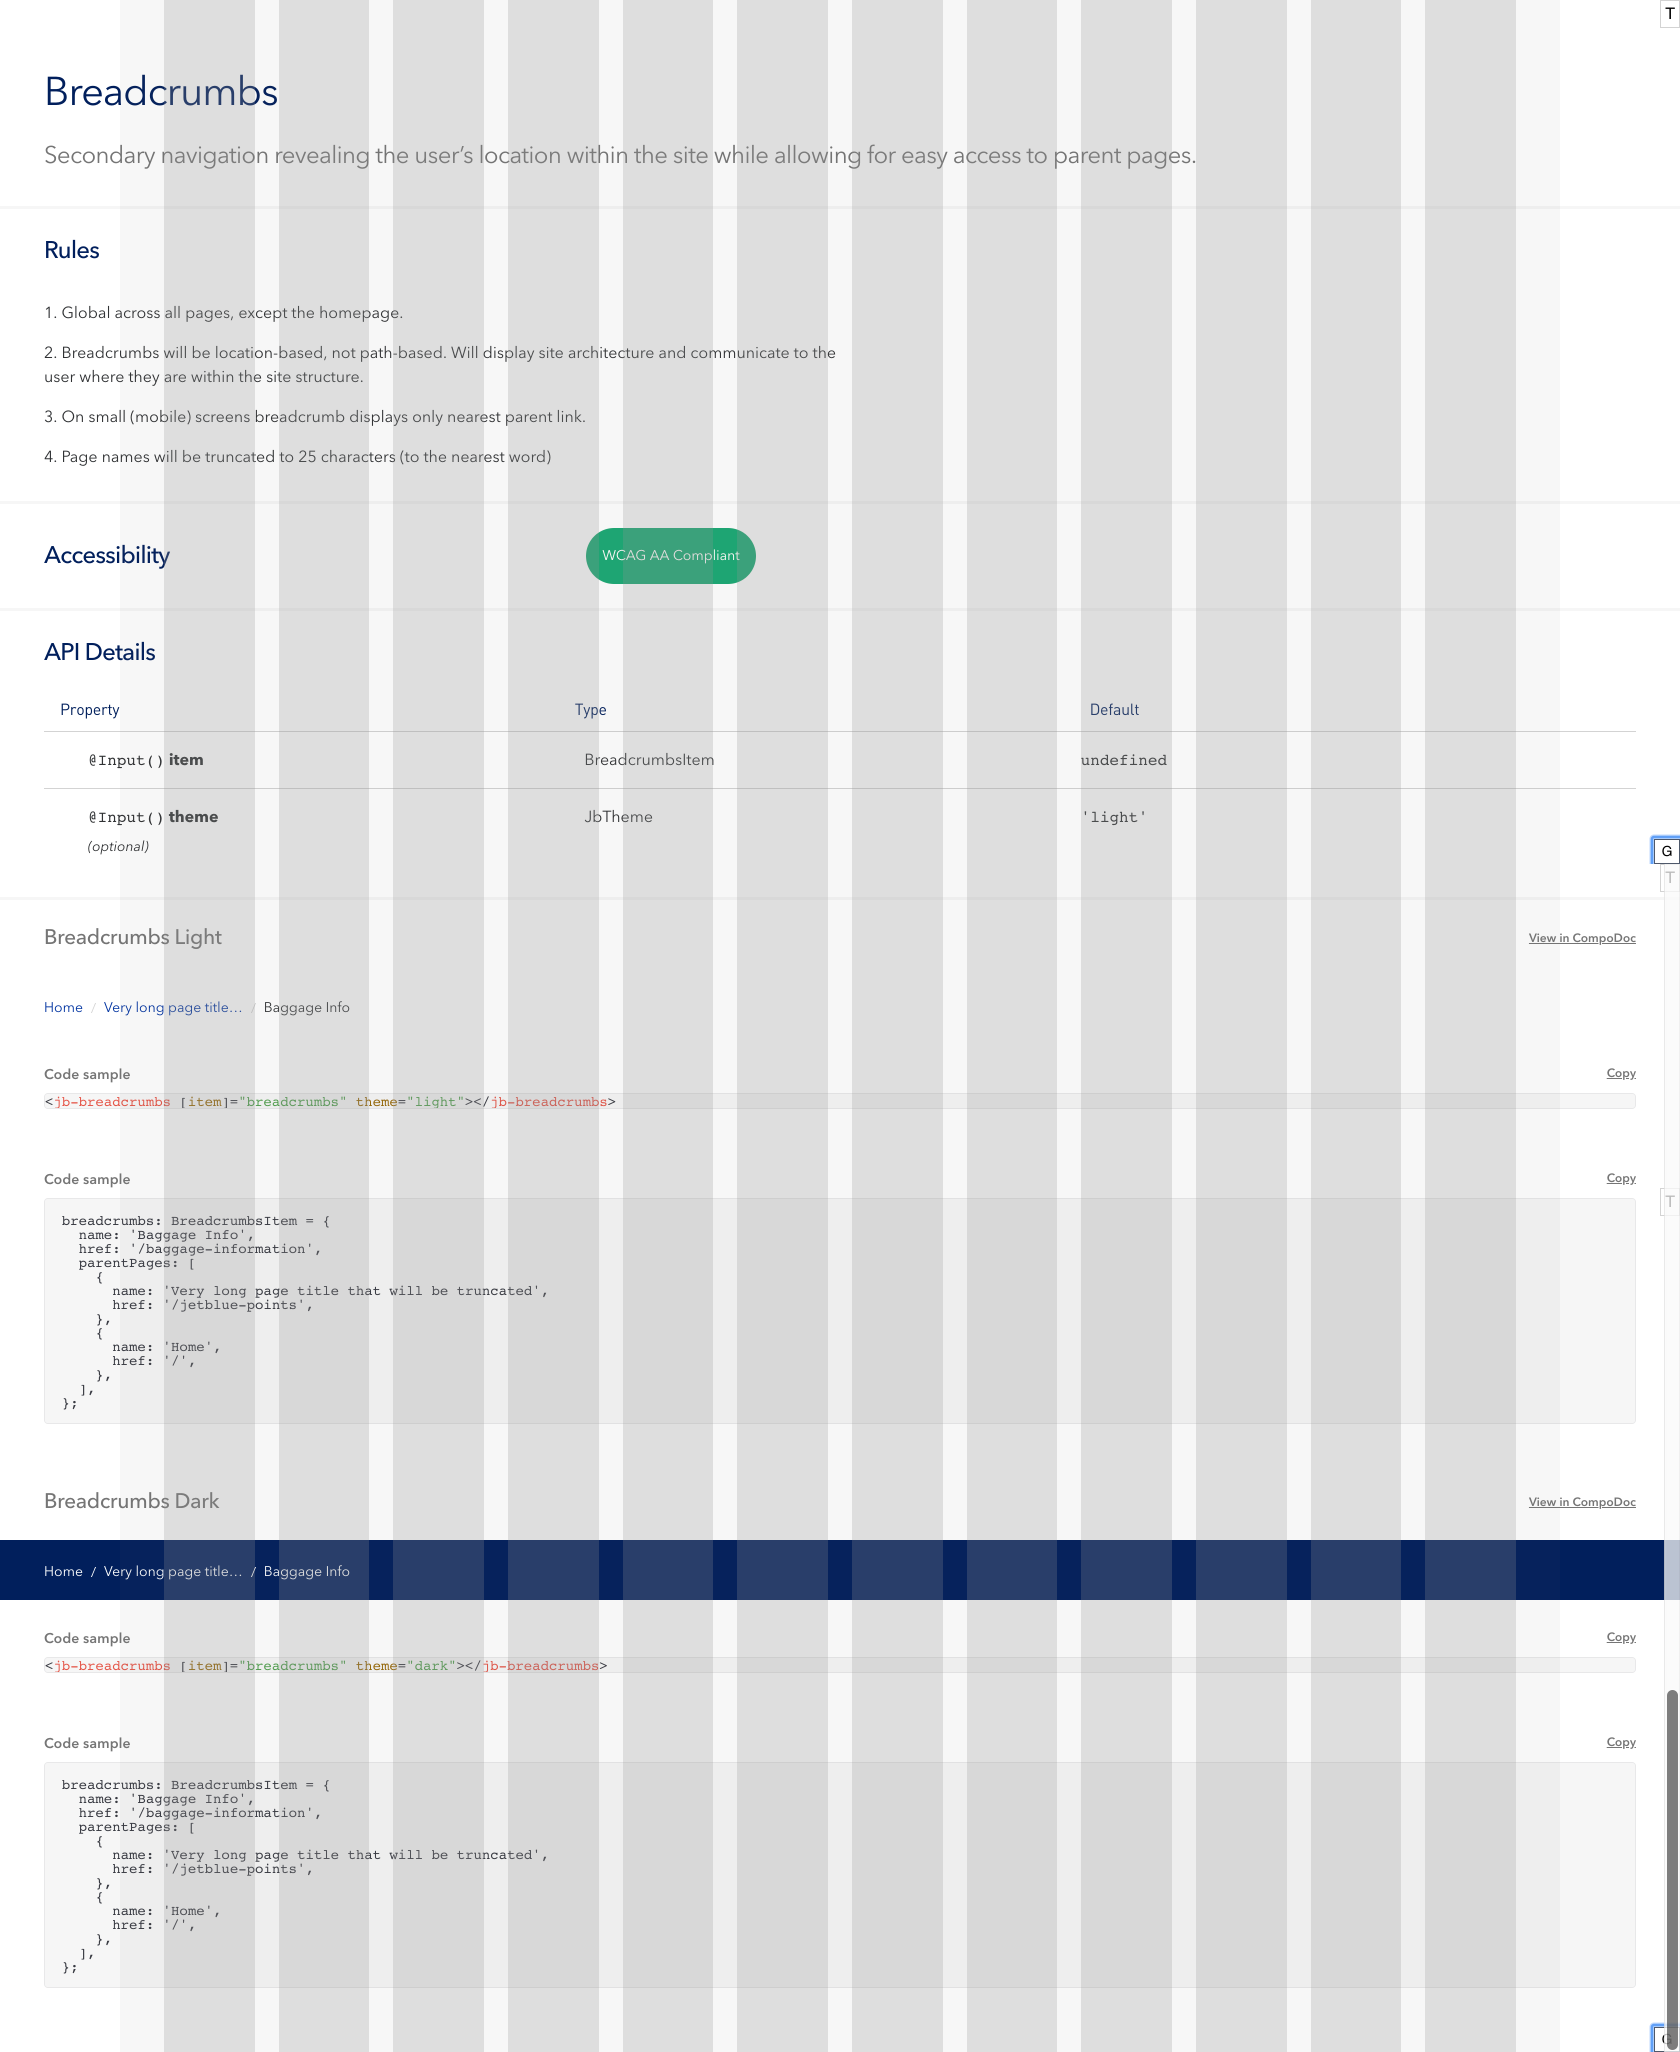 T
Breadcrumbs
Secondary navigation revealing the user’s location within the site while allowing for easy access to parent pages.
Rules
1. Global across all pages, except the homepage.
2. Breadcrumbs will be location-based, not path-based. Will display site architecture and communicate to the
user where they are within the site structure.
3. On small (mobile) screens breadcrumb displays only nearest parent link.
4. Page names will be truncated to 25 characters (to the nearest word)
Accessibility WCAG AA Compliant
API Details
Property Type Default
@Input() item BreadcrumbsItem undefined
@Input() theme JbTheme 'light'
(optional)
G
T
Breadcrumbs Light View in CompoDoc
Home / Very long page title... / Baggage Info
Code sample Copy
<jb-breadcrumbs [item]="breadcrumbs" theme="light"></jb-breadcrumbs>
Code sample Copy
T
breadcrumbs: BreadcrumbsItem = {
name: 'Baggage Info',
href: '/baggage-information',
parentPages: [
{
name: 'Very long page title that will be truncated',
href: '/jetblue-points',
},
{
name: 'Home',
href: '/',
},
],
};
Breadcrumbs Dark View in CompoDoc
Home / Very long page title... / Baggage Info
Code sample Copy
<jb-breadcrumbs [item]="breadcrumbs" theme="dark"></jb-breadcrumbs>
Code sample Copy
breadcrumbs: BreadcrumbsItem = {
name: 'Baggage Info',
href: '/baggage-information',
parentPages: [
{
name: 'Very long page title that will be truncated',
href: '/jetblue-points',
},
{
name: 'Home',
href: '/',
},
],
};
G